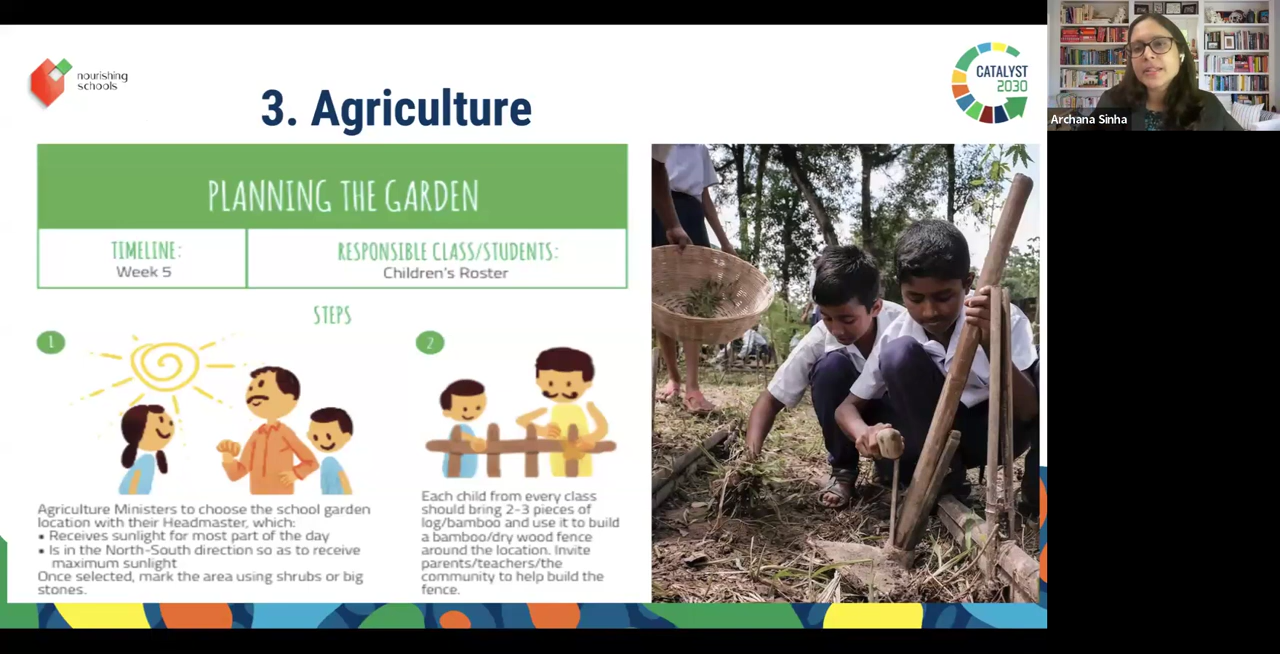 nourishing
schools
3. Agriculture
CATALYST
2030
Archana Sinha
PLANNING THE GARDEN
TIMELINE:
Week 5
RESPONSIBLE CLASS/STUDENTS:
Children's Roster
STEPS
1
Agriculture Ministers to choose the school garden
location with their Headmaster, which:
• Receives sunlight for most part of the day
• Is in the North-South direction so as to receive
maximum sunlight
Once selected, mark the area using shrubs or big
stones.
2
Each child from every class
should bring 2-3 pieces of
log/bamboo and use it to build
a bamboo/dry wood fence
around the location. Invite
parents/teachers/the
community to help build the
fence.